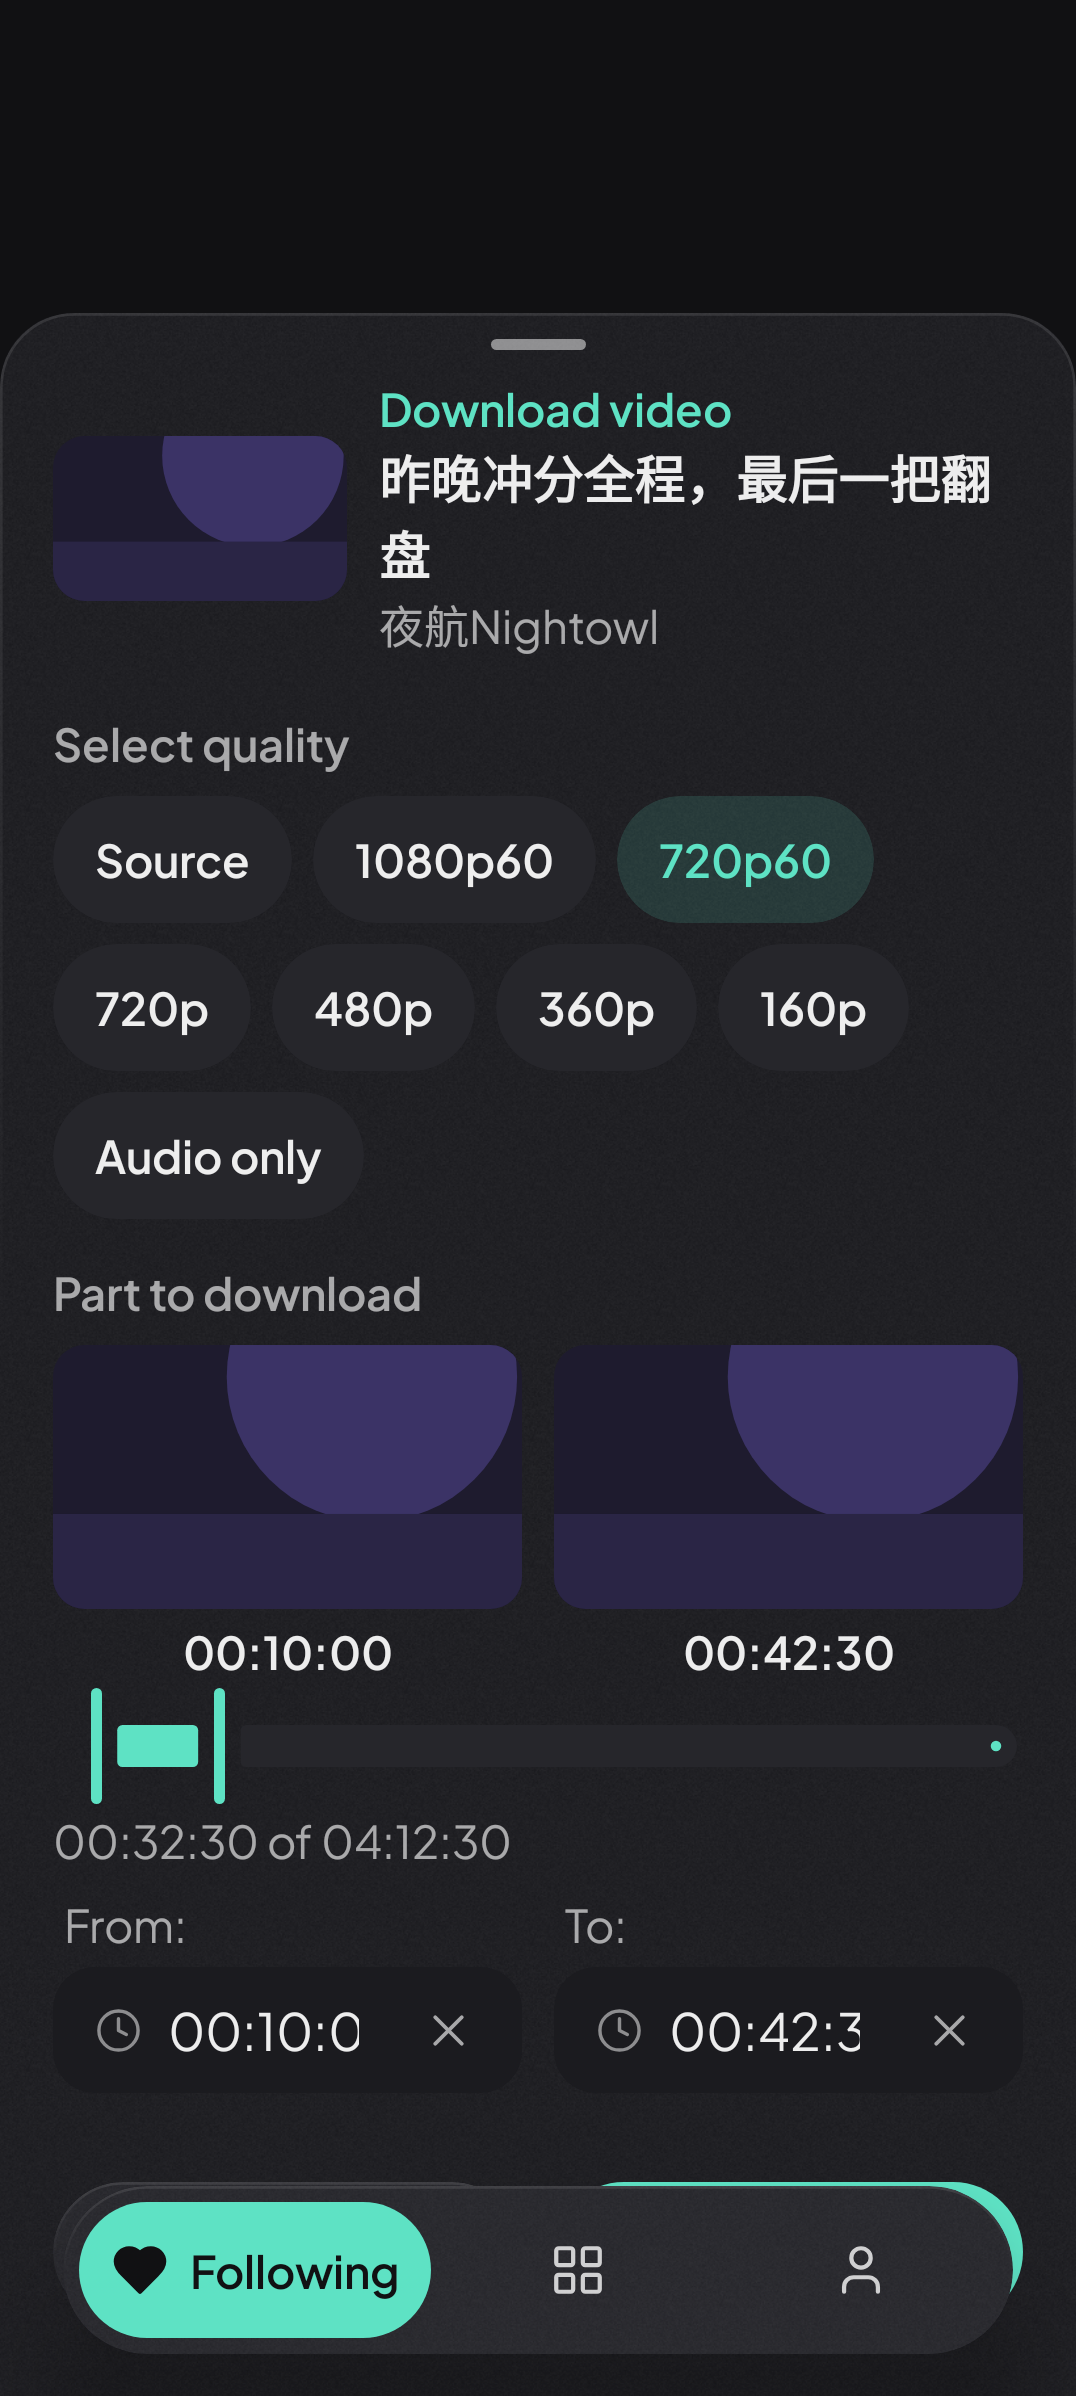 Download video
昨晚冲分全程，最后一把翻
盘
夜航Nightowl
Select quality
Source 1080p60 720p60
720p 480p 360p 160p
Audio only
Part to download
00:10:00 00:42:30
00:32:30 of 04:12:30
From: To:
00:10:0 00:42:3
Following